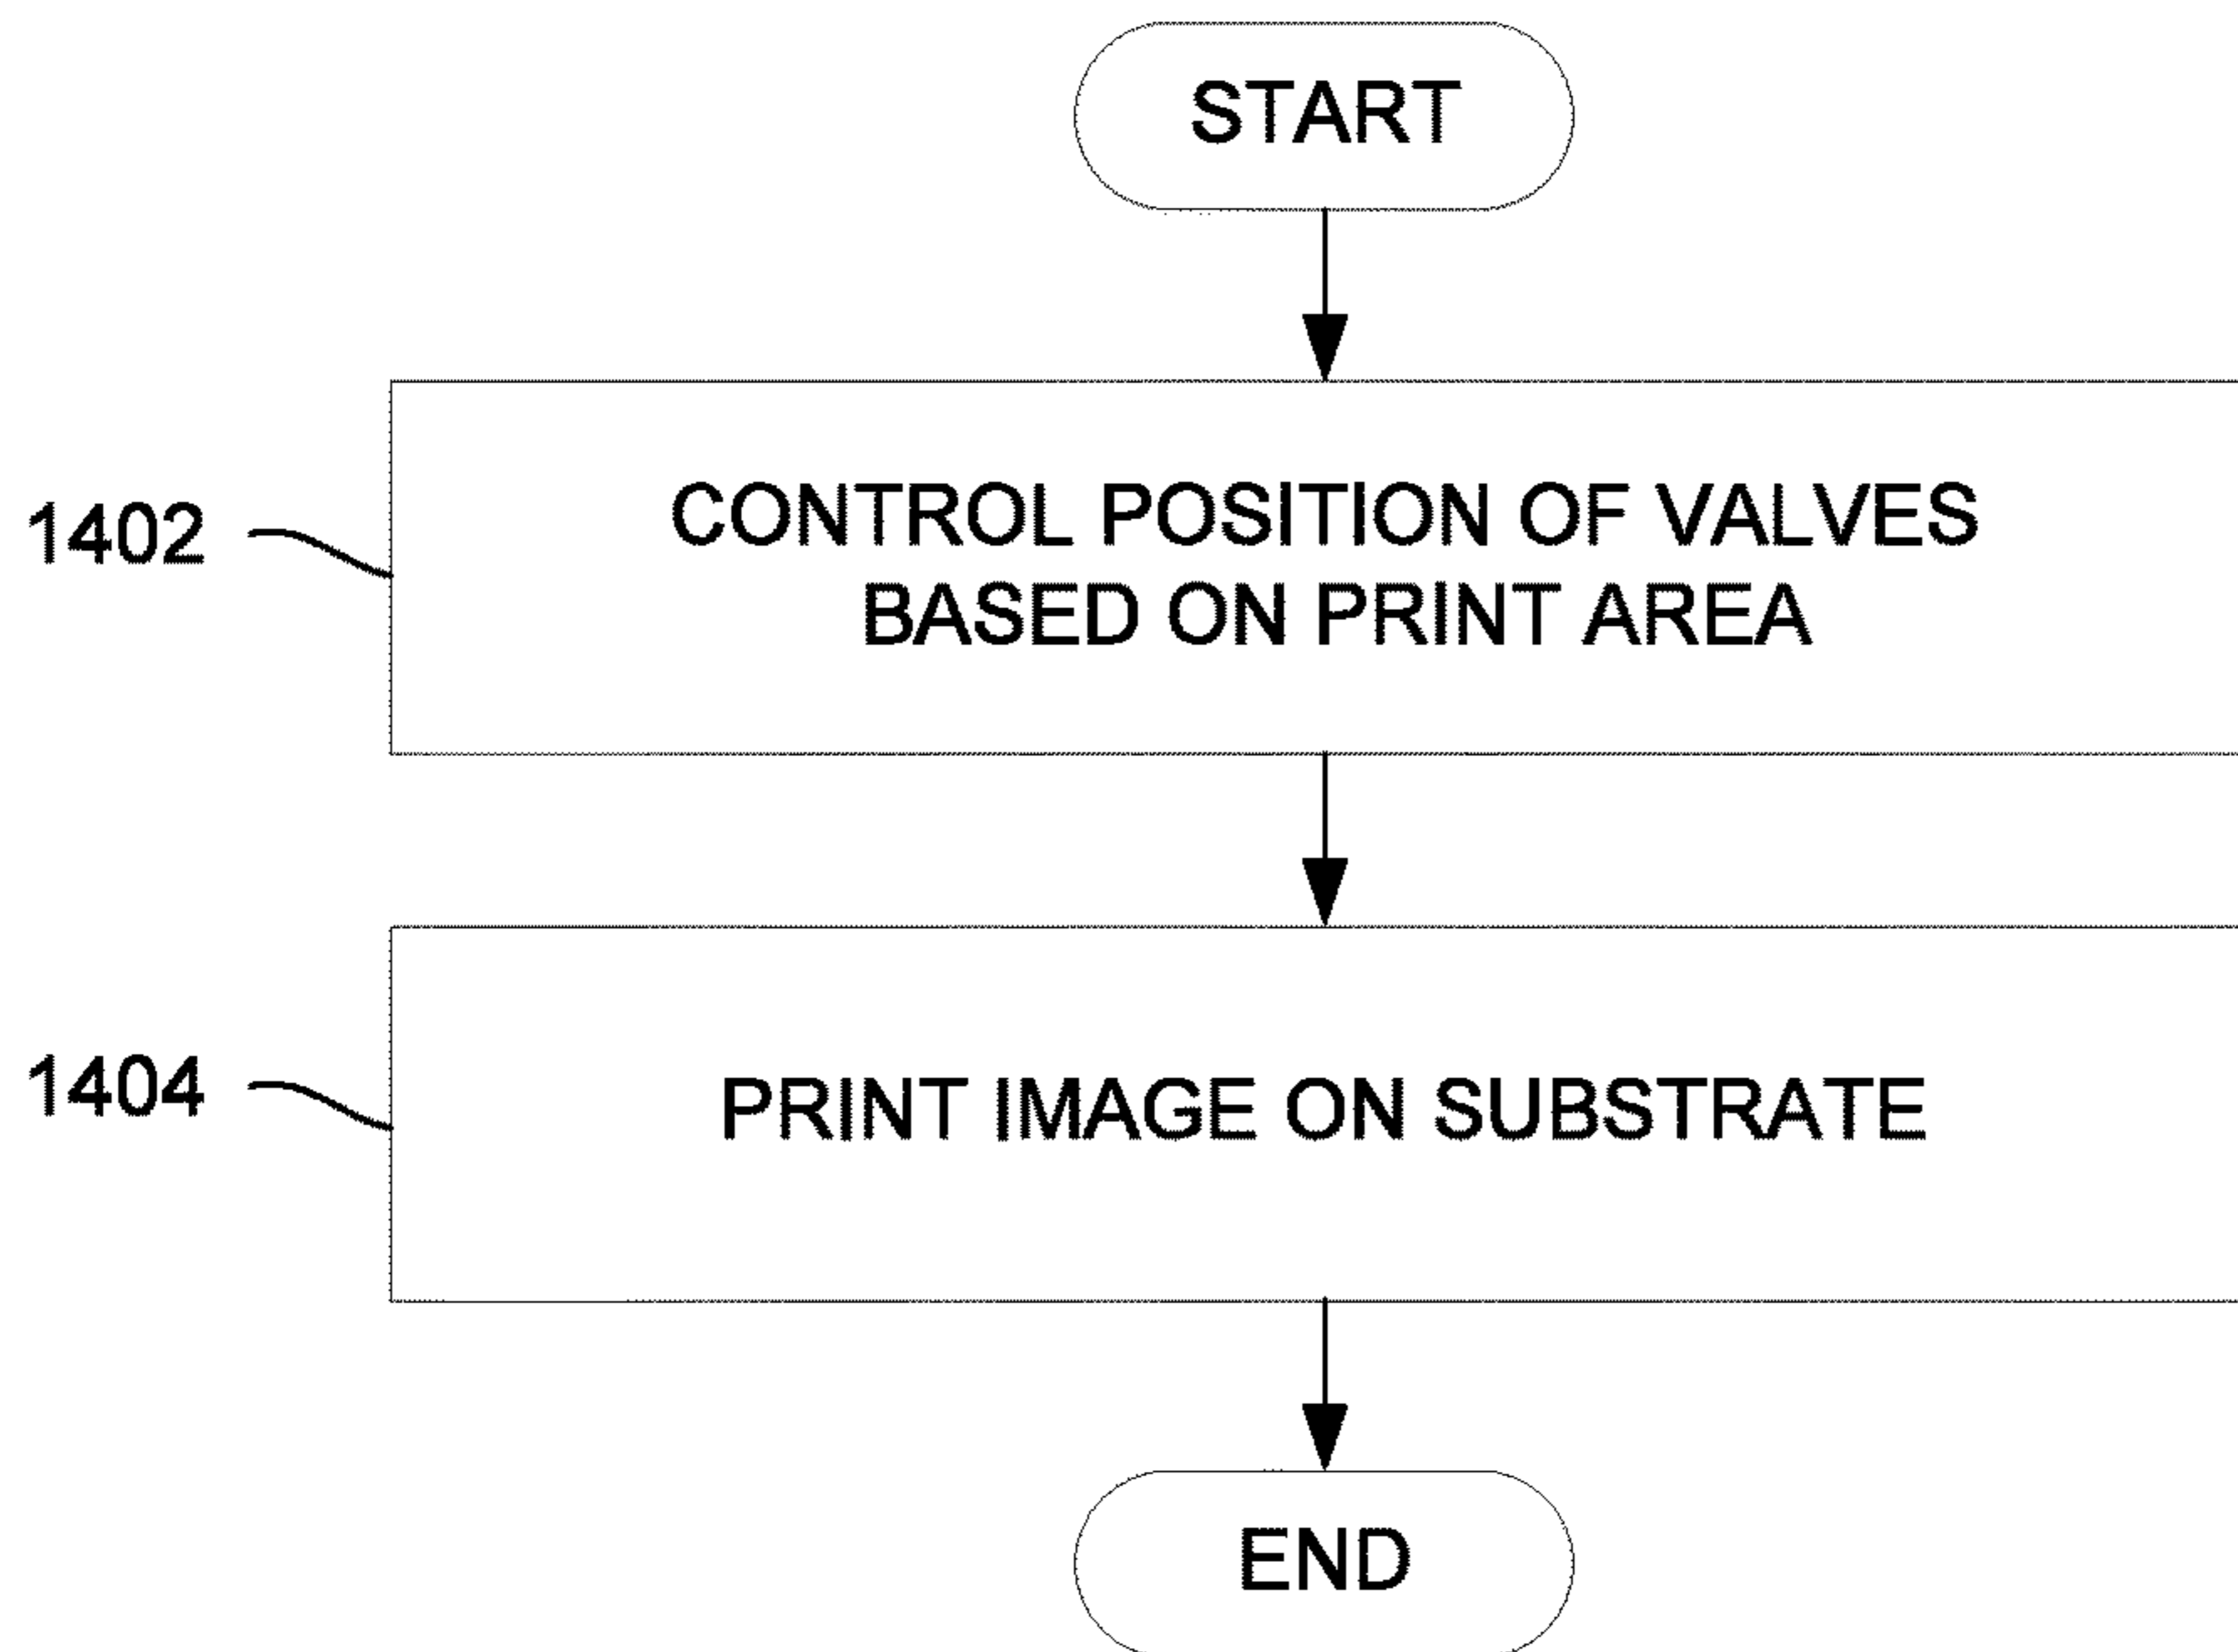 START
1402
CONTROL POSITION OF VALVES
BASED ON PRINT AREA
1404
PRINT IMAGE ON SUBSTRATE
END